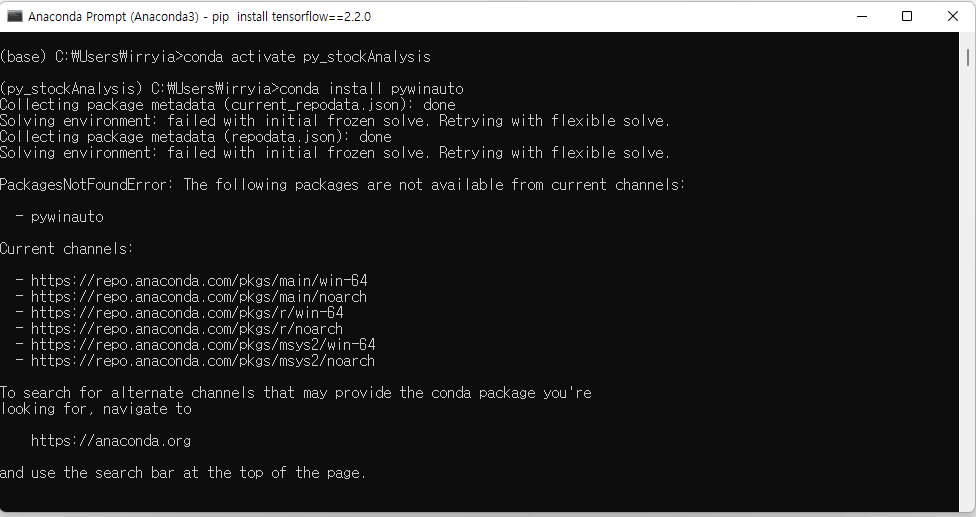 Anaconda Prompt (Anaconda3) - pip  install tensorflow==2.2.0
(base) C:₩Users₩irryia>conda activate py_stockAnalysis
(py_stockAnalysis) C:₩Users₩irryia>conda install pywinauto
Collecting package metadata (current_repodata.json): done
Solving environment: failed with initial frozen solve. Retrying with flexible solve.
Collecting package metadata (repodata.json): done
Solving environment: failed with initial frozen solve. Retrying with flexible solve.
PackagesNotFoundError: The following packages are not available from current channels:
- pywinauto
Current channels:
- https://repo.anaconda.com/pkgs/main/win-64
- https://repo.anaconda.com/pkgs/main/noarch
- https://repo.anaconda.com/pkgs/r/win-64
- https://repo.anaconda.com/pkgs/r/noarch
- https://repo.anaconda.com/pkgs/msys2/win-64
- https://repo.anaconda.com/pkgs/msys2/noarch
To search for alternate channels that may provide the conda package you're
looking for, navigate to
https://anaconda.org
and use the search bar at the top of the page.